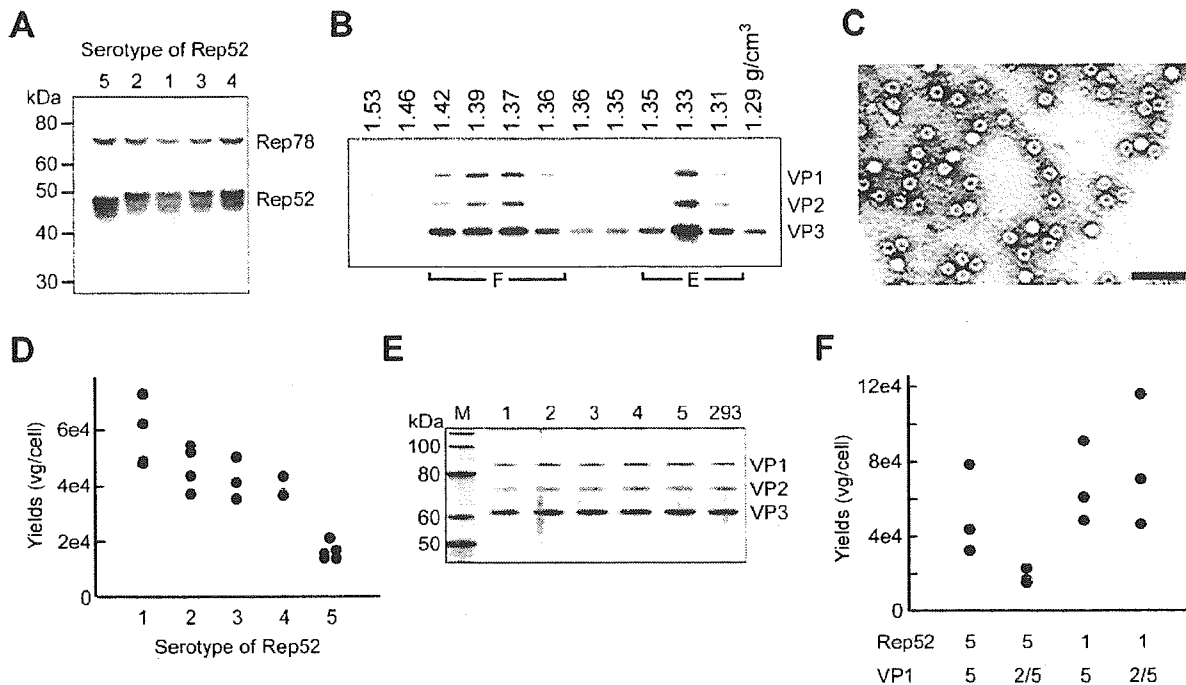 A
Serotype of Rep52
5 2 1 3 4
kDa
80
60
50
40
30
Rep78
Rep52
B
1.53 1.46 1.42 1.39 1.37 1.36 1.36 1.35 1.35 1.33 1.31 1.29 g/cm³
VP1
VP2
VP3
F E
C
D
Yields (vg/cell)
6e4
4e4
2e4
0
1 2 3 4 5
Serotype of Rep52
E
kDa M 1 2 3 4 5 293
100
80
60
50
VP1
VP2
VP3
F
Yields (vg/cell)
12e4
8e4
4e4
0
Rep52 5 5 1 1
VP1 5 2/5 5 2/5